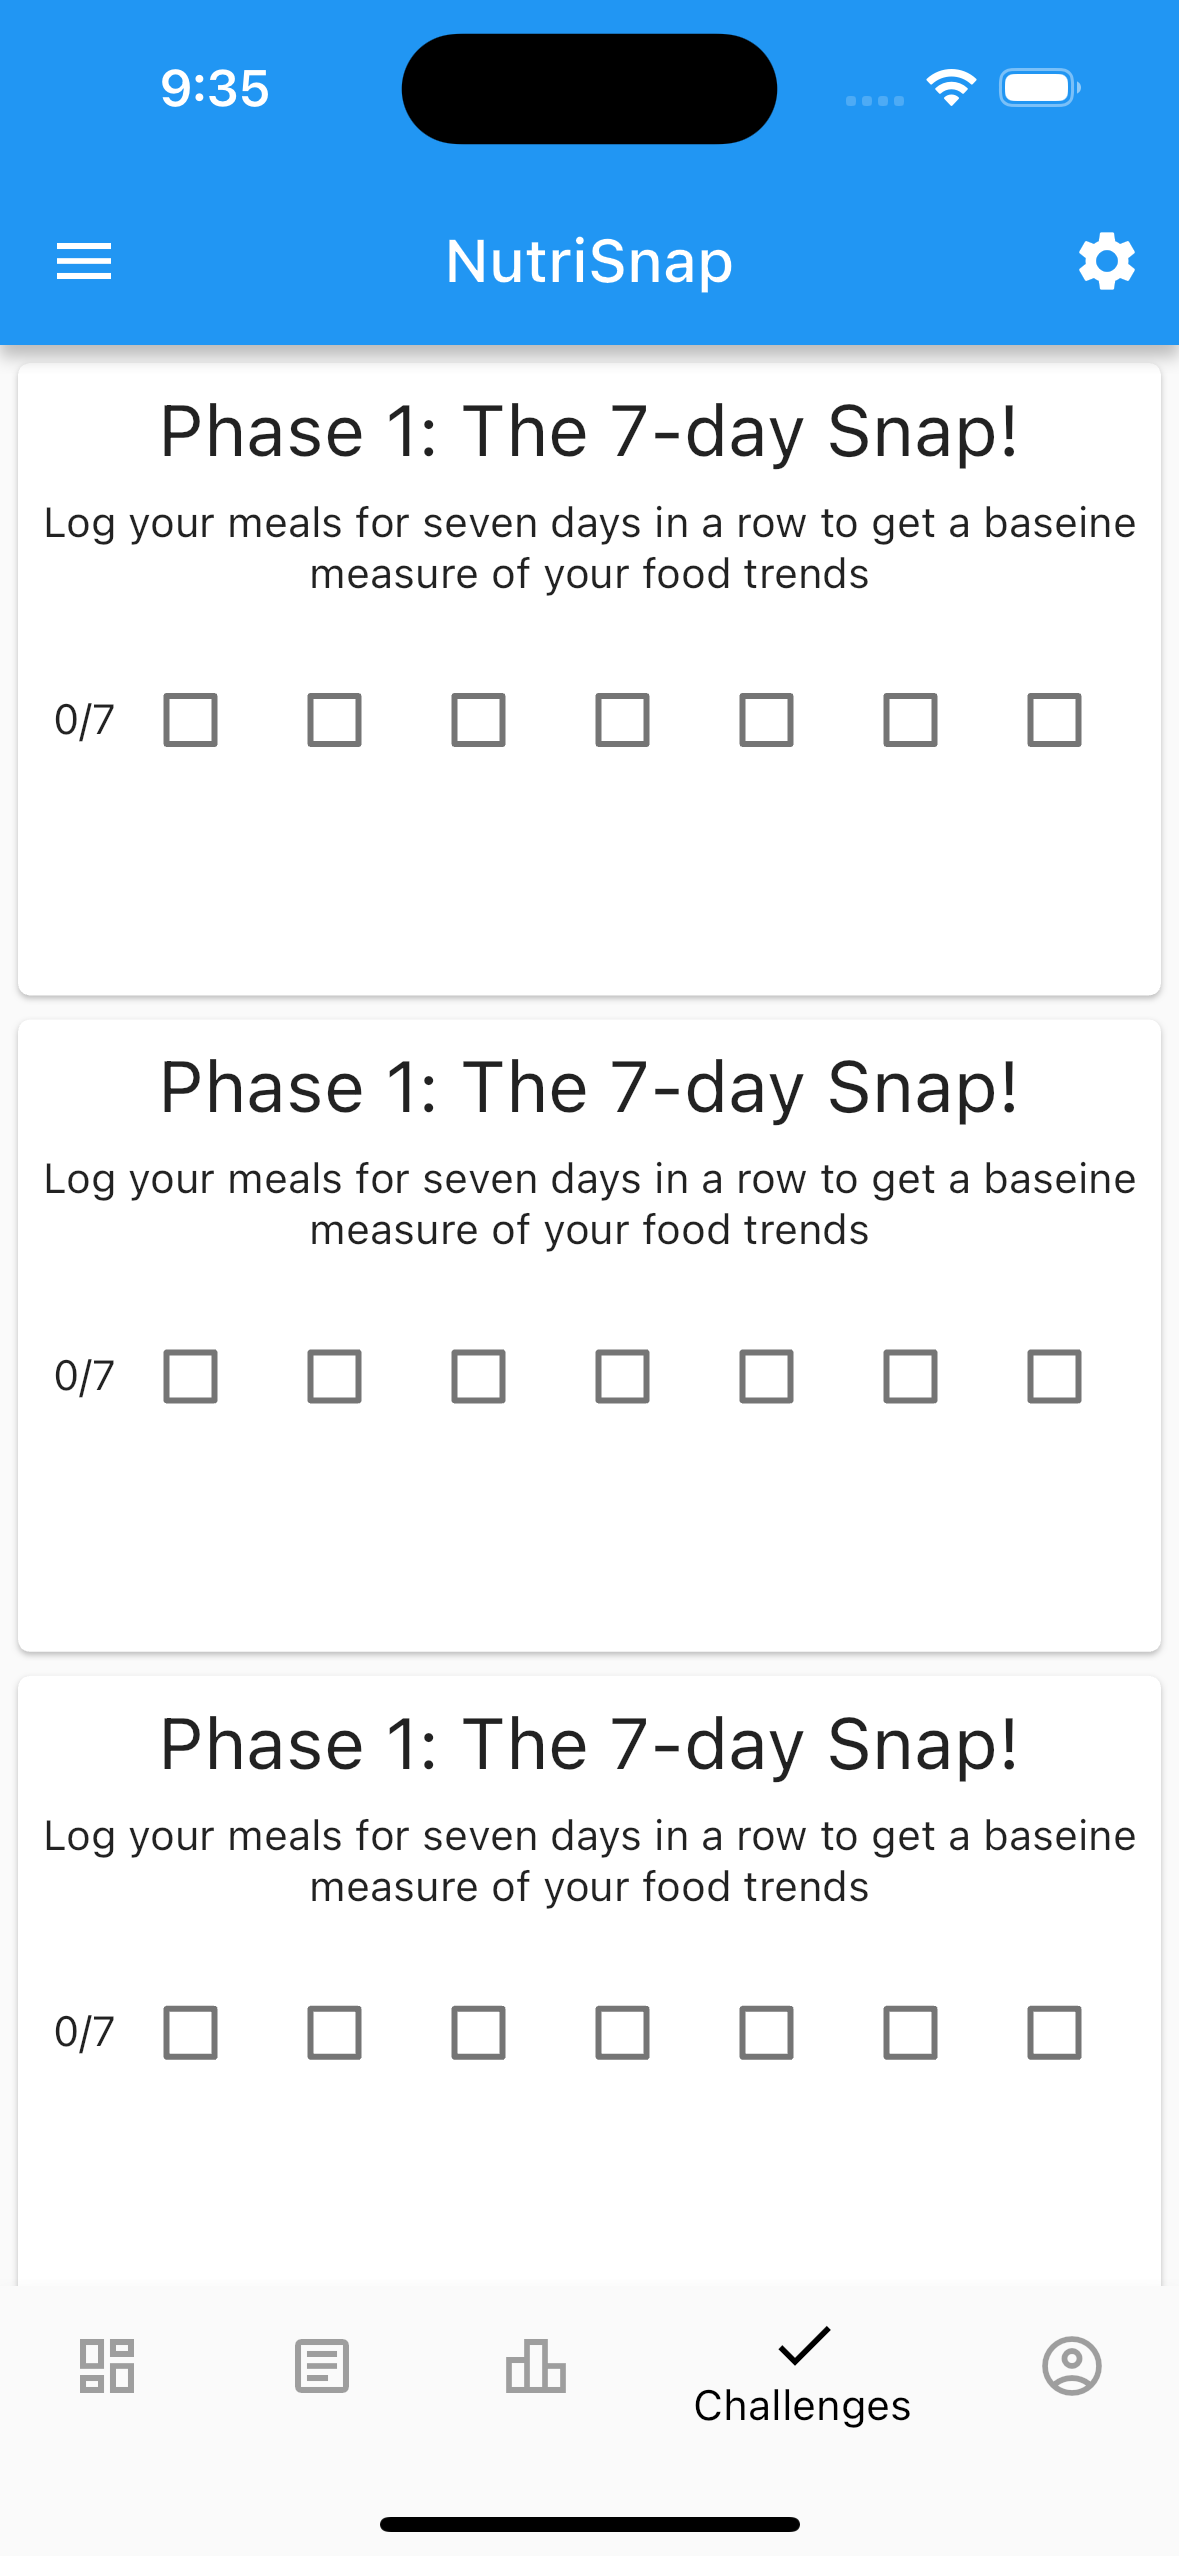 9:35
NutriSnap
Phase 1: The 7-day Snap!
Log your meals for seven days in a row to get a baseine
measure of your food trends
0/7
Phase 1: The 7-day Snap!
Log your meals for seven days in a row to get a baseine
measure of your food trends
0/7
Phase 1: The 7-day Snap!
Log your meals for seven days in a row to get a baseine
measure of your food trends
0/7
Challenges